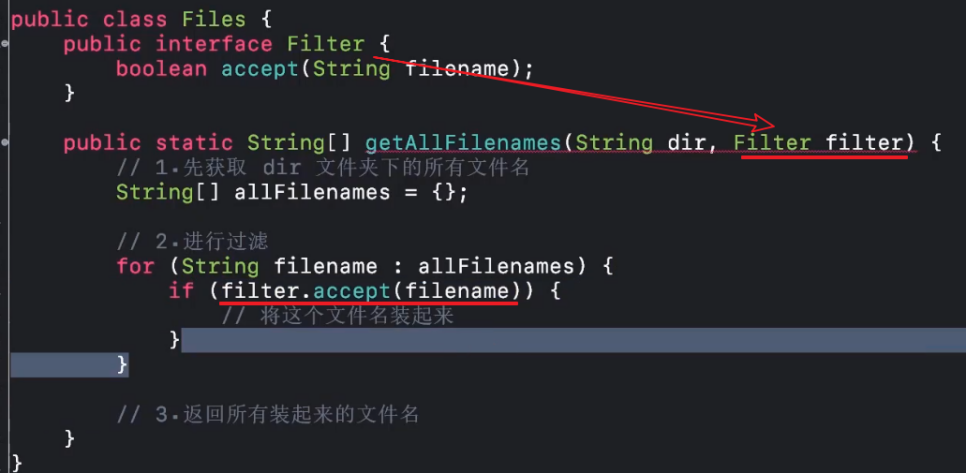 public class Files {
public interface Filter {
boolean accept(String filename);
}
public static String[] getAllFilenames(String dir, Filter filter) {
// 1.先获取 dir 文件夹下的所有文件名
String[] allFilenames = {};
// 2.进行过滤
for (String filename : allFilenames) {
if (filter.accept(filename)) {
// 将这个文件名装起来
}
}
// 3.返回所有装起来的文件名
}
}